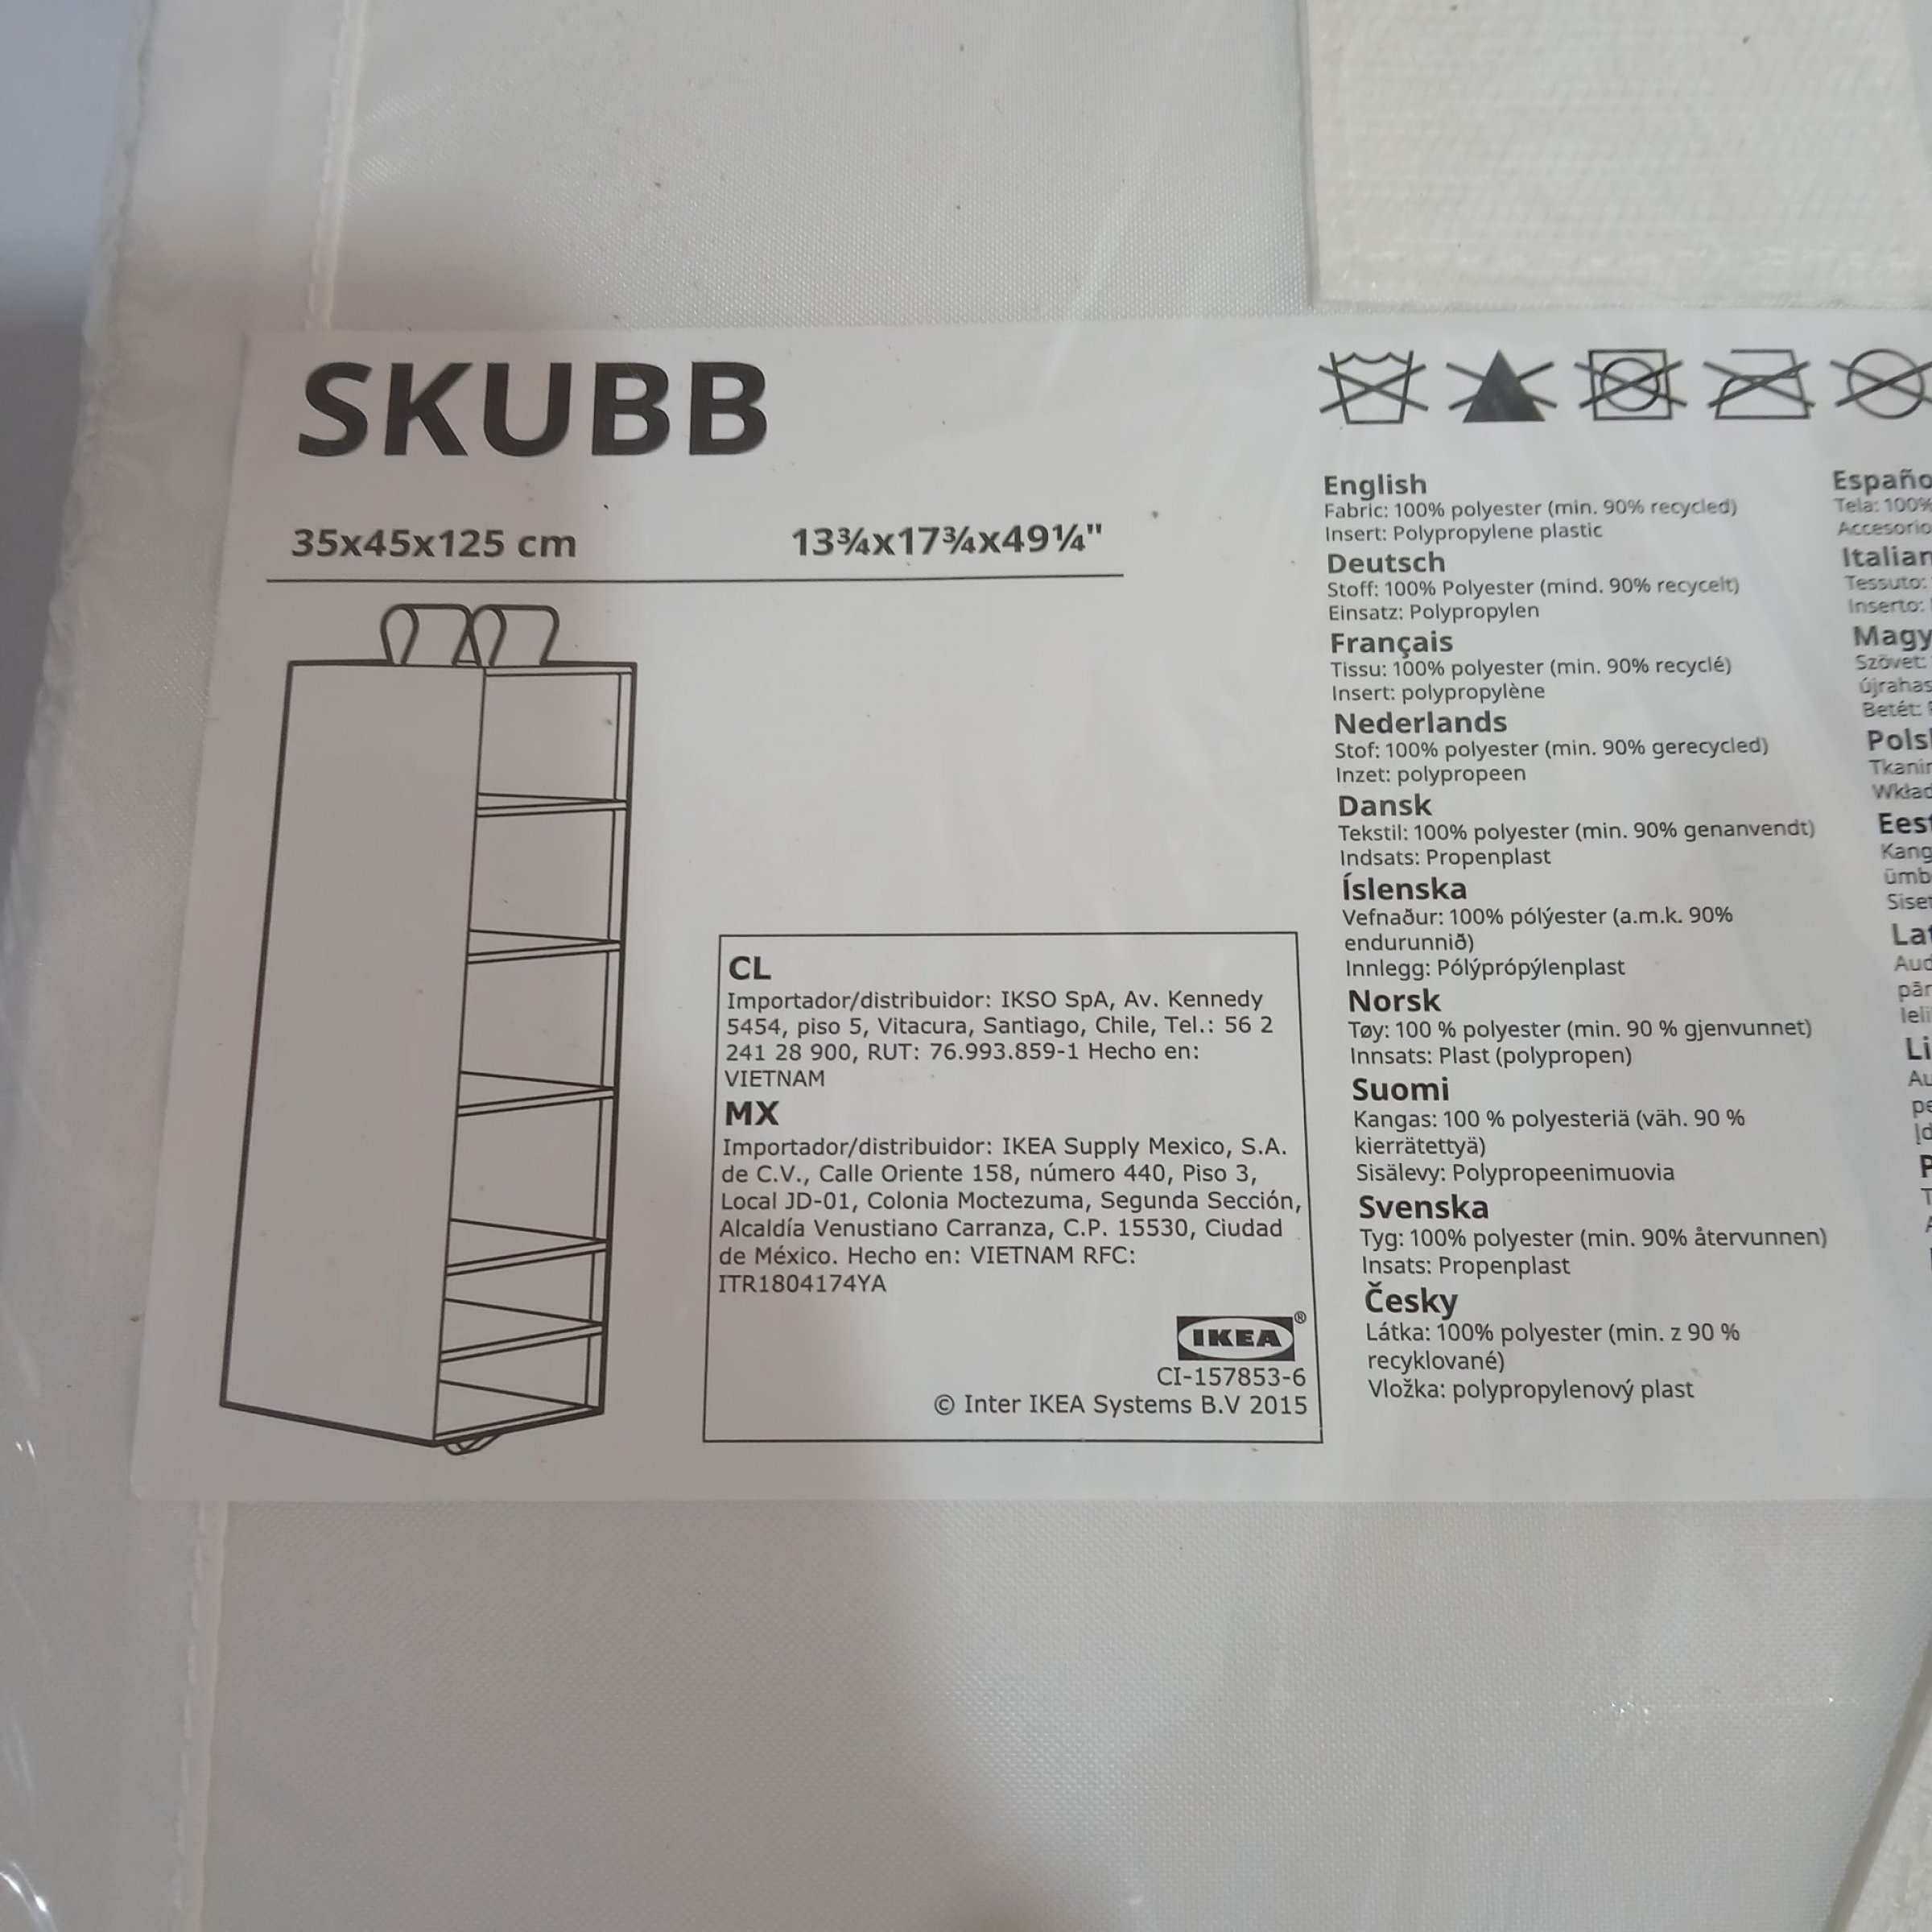 SKUBB
35x45x125 cm
13¾x17¾x49¼"
CL
Importador/distribuidor: IKSO SpA, Av. Kennedy
5454, piso 5, Vitacura, Santiago, Chile, Tel.: 56 2
241 28 900, RUT: 76.993.859-1 Hecho en:
VIETNAM
MX
Importador/distribuidor: IKEA Supply Mexico, S.A.
de C.V., Calle Oriente 158, número 440, Piso 3,
Local JD-01, Colonia Moctezuma, Segunda Sección,
Alcaldía Venustiano Carranza, C.P. 15530, Ciudad
de México. Hecho en: VIETNAM RFC:
ITR1804174YA
IKEA®
CI-157853-6
© Inter IKEA Systems B.V 2015
English
Fabric: 100% polyester (min. 90% recycled)
Insert: Polypropylene plastic
Deutsch
Stoff: 100% Polyester (mind. 90% recycelt)
Einsatz: Polypropylen
Français
Tissu: 100% polyester (min. 90% recyclé)
Insert: polypropylène
Nederlands
Stof: 100% polyester (min. 90% gerecycled)
Inzet: polypropeen
Dansk
Tekstil: 100% polyester (min. 90% genanvendt)
Indsats: Propenplast
Íslenska
Vefnaður: 100% pólýester (a.m.k. 90%
endurunnið)
Innlegg: Pólýprópýlenplast
Norsk
Tøy: 100 % polyester (min. 90 % gjenvunnet)
Innsats: Plast (polypropen)
Suomi
Kangas: 100 % polyesteriä (väh. 90 %
kierrätettyä)
Sisälevy: Polypropeenimuovia
Svenska
Tyg: 100% polyester (min. 90% återvunnen)
Insats: Propenplast
Česky
Látka: 100% polyester (min. z 90 %
recyklované)
Vložka: polypropylenový plast
Tela: 100%
Tessuto:
Inserto:
Szövet:
Betét: